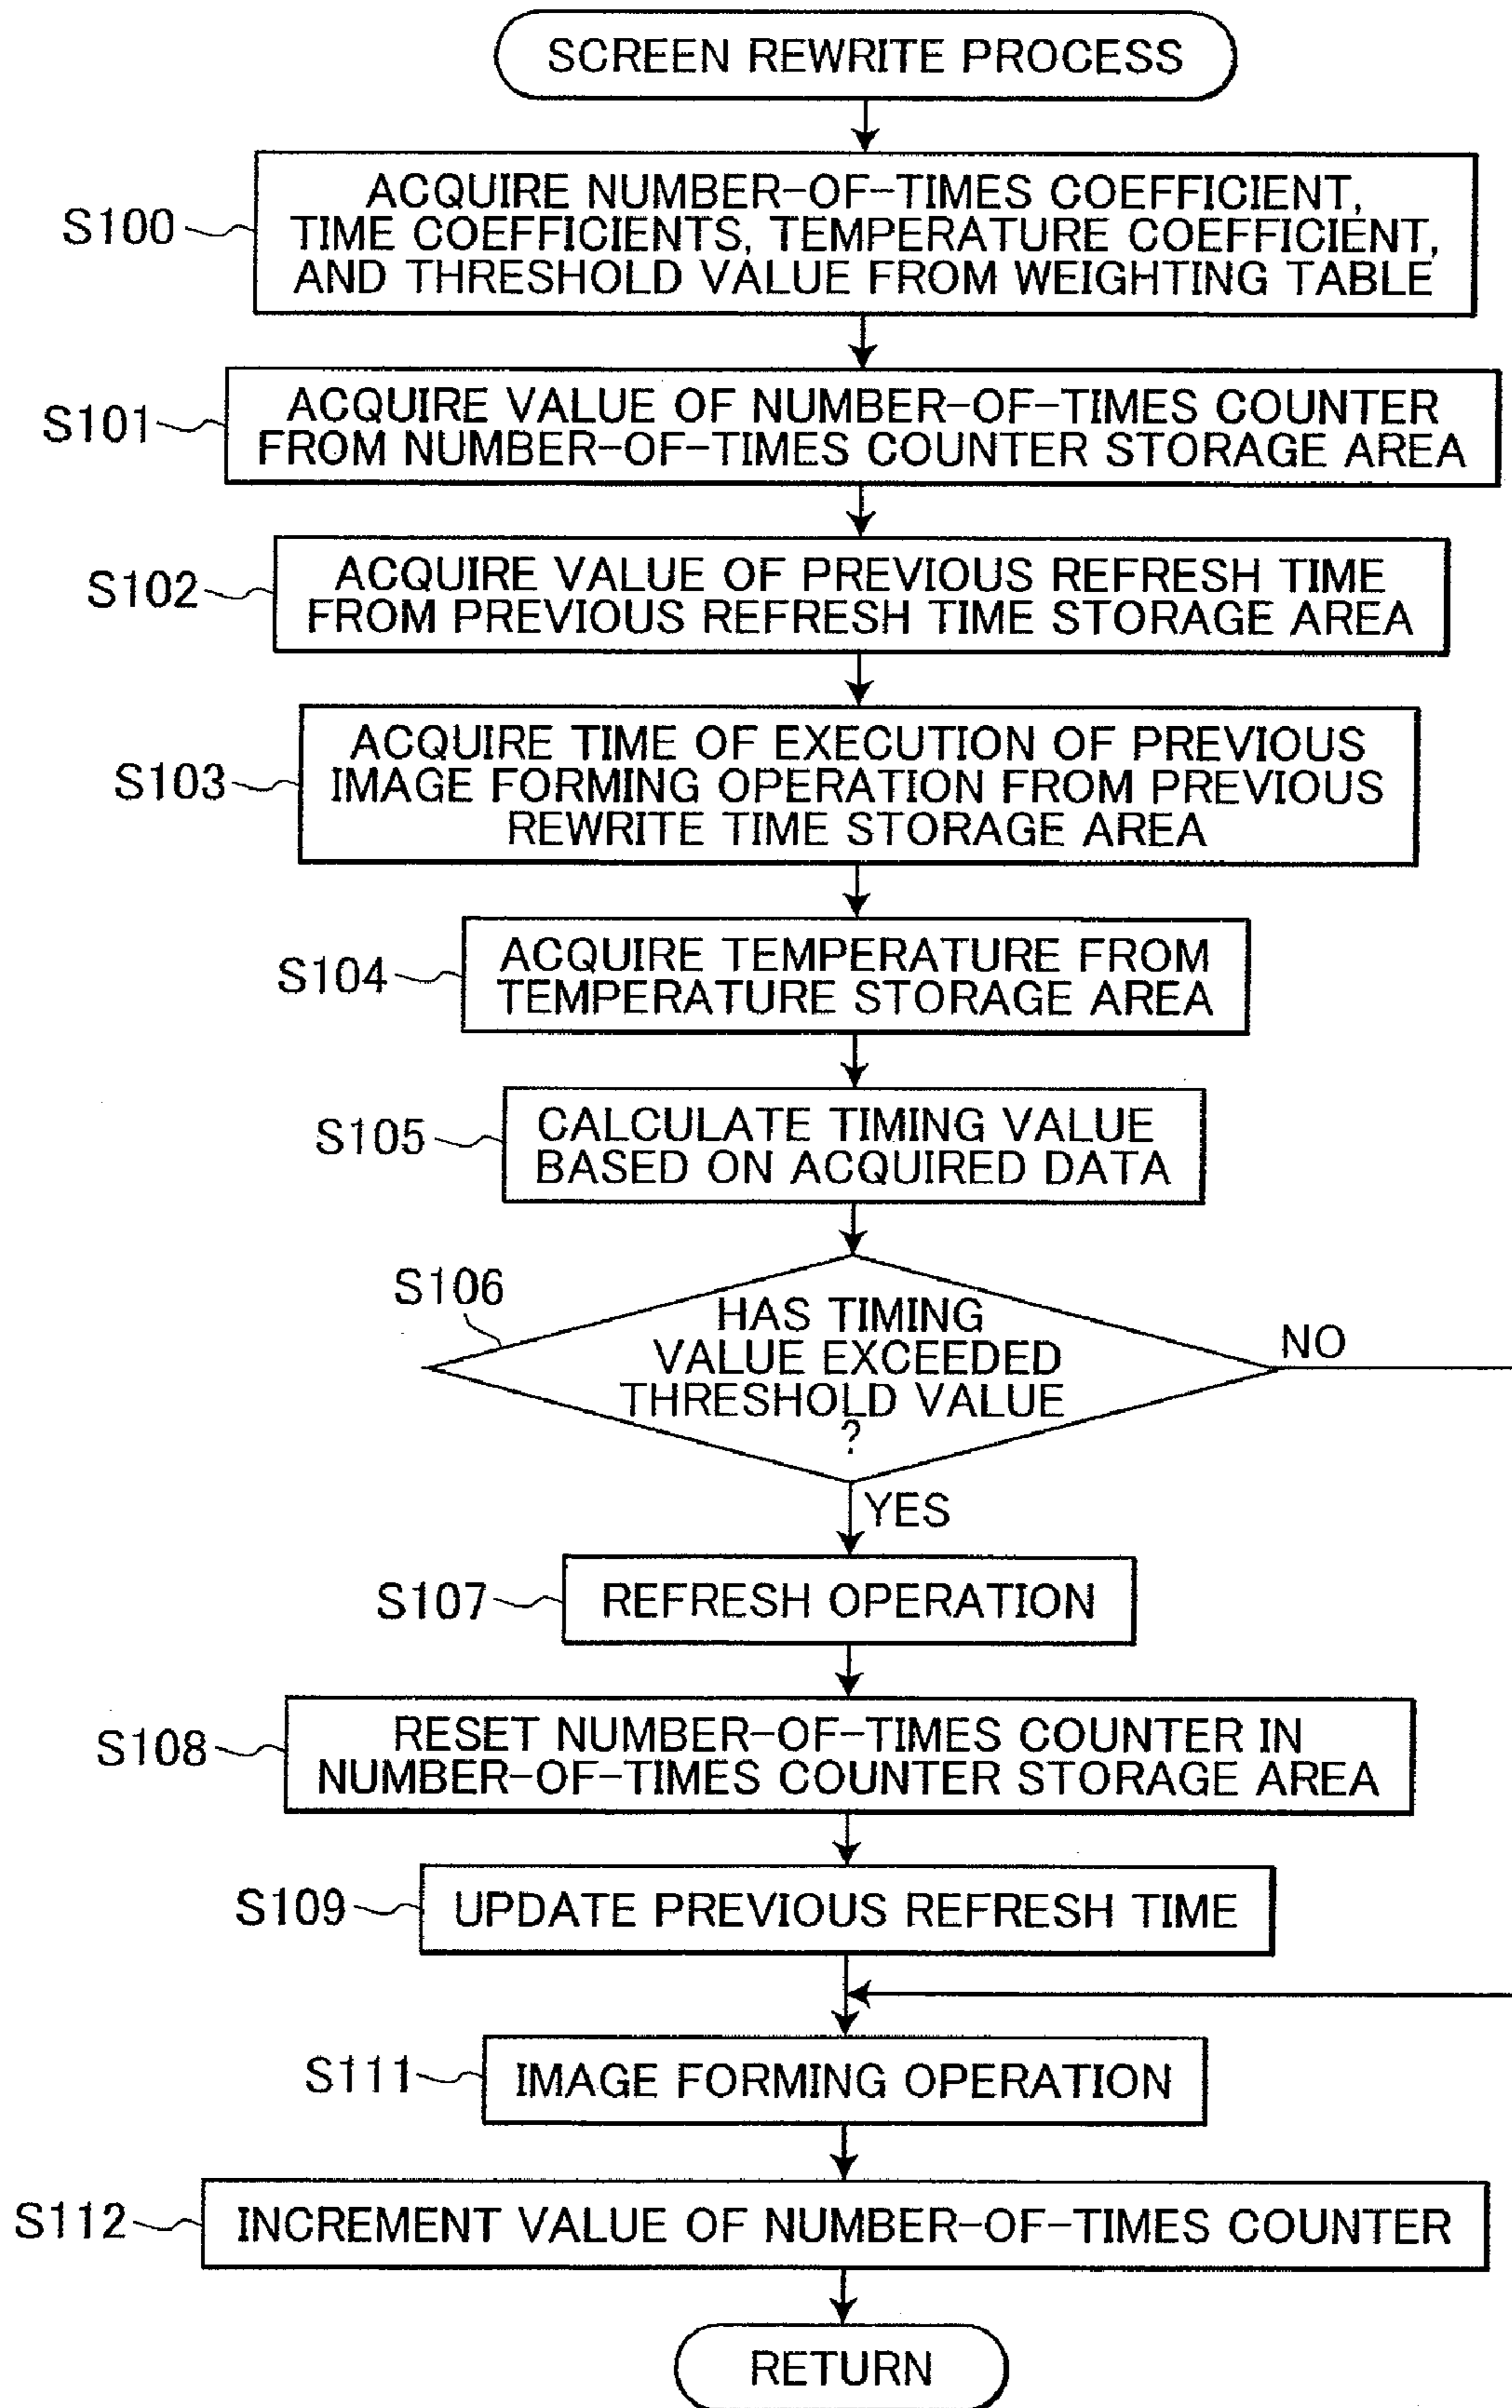 SCREEN REWRITE PROCESS
S100
ACQUIRE NUMBER-OF-TIMES COEFFICIENT,
TIME COEFFICIENTS, TEMPERATURE COEFFICIENT,
AND THRESHOLD VALUE FROM WEIGHTING TABLE
S101
ACQUIRE VALUE OF NUMBER-OF-TIMES COUNTER
FROM NUMBER-OF-TIMES COUNTER STORAGE AREA
S102
ACQUIRE VALUE OF PREVIOUS REFRESH TIME
FROM PREVIOUS REFRESH TIME STORAGE AREA
S103
ACQUIRE TIME OF EXECUTION OF PREVIOUS
IMAGE FORMING OPERATION FROM PREVIOUS
REWRITE TIME STORAGE AREA
S104
ACQUIRE TEMPERATURE FROM
TEMPERATURE STORAGE AREA
S105
CALCULATE TIMING VALUE
BASED ON ACQUIRED DATA
S106
HAS TIMING
VALUE EXCEEDED
THRESHOLD VALUE
?
NO
YES
S107
REFRESH OPERATION
S108
RESET NUMBER-OF-TIMES COUNTER IN
NUMBER-OF-TIMES COUNTER STORAGE AREA
S109
UPDATE PREVIOUS REFRESH TIME
S111
IMAGE FORMING OPERATION
S112
INCREMENT VALUE OF NUMBER-OF-TIMES COUNTER
RETURN